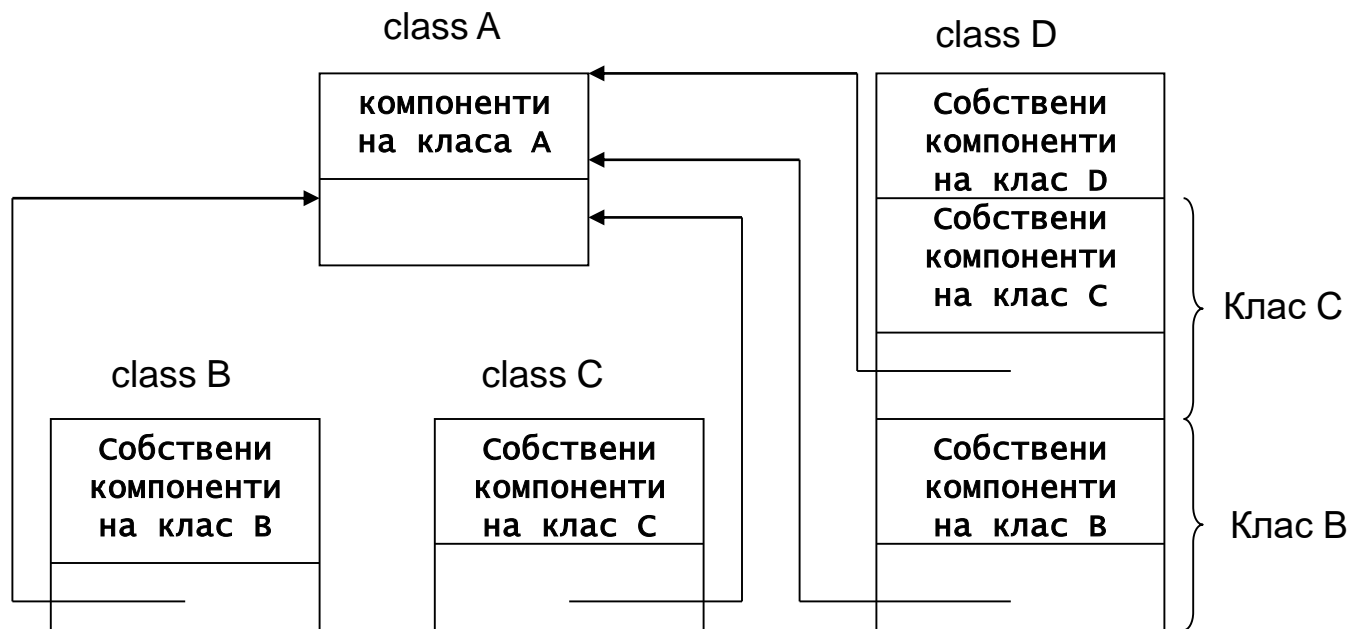 class A
компоненти
на класа А
class D
Собствени
компоненти
на клас D
Собствени
компоненти
на клас C
Клас C
class B
Собствени
компоненти
на клас B
class C
Собствени
компоненти
на клас C
Собствени
компоненти
на клас B
Клас B